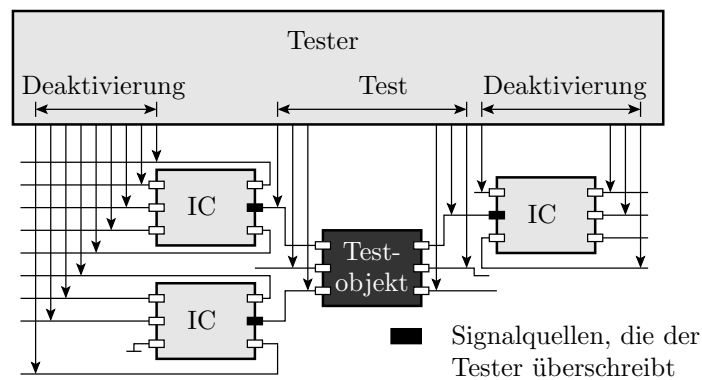 Tester
Deaktivierung
Test
Deaktivierung
IC
IC
Test-
objekt
IC
Signalquellen, die der
Tester überschreibt